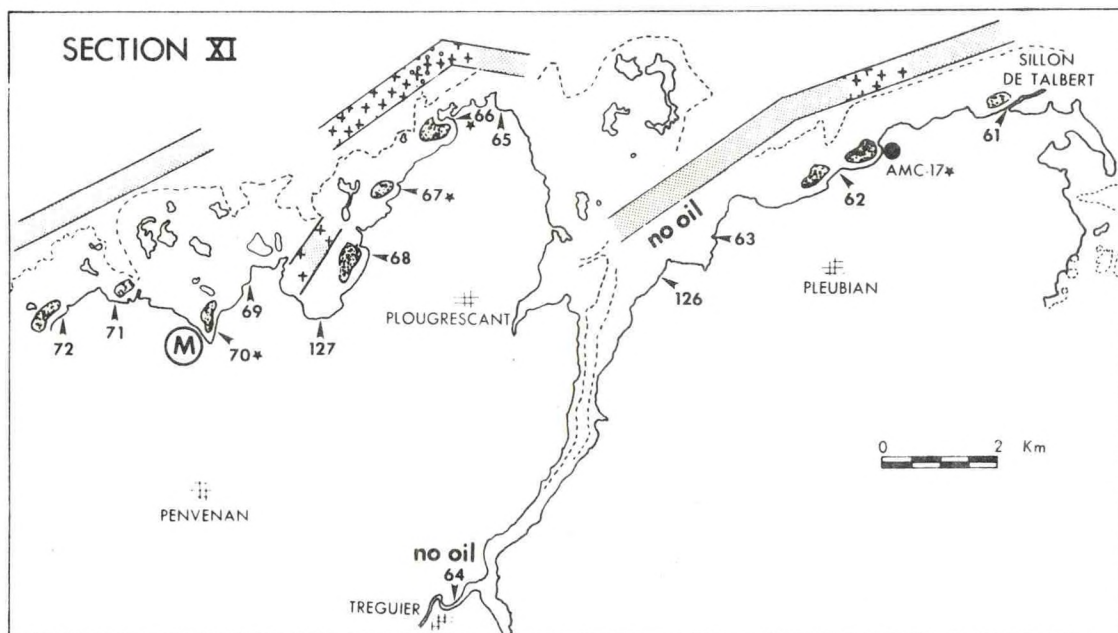 SECTION XI
SILLON
DE TALBERT
66
*
65
61
AMC-17*
67*
62
no oil
63
68
PLEUBIAN
126
69
PLOUGRESCANT
72
71
M
70*
127
0 2 Km
PENVENAN
no oil
64
TREGUIER